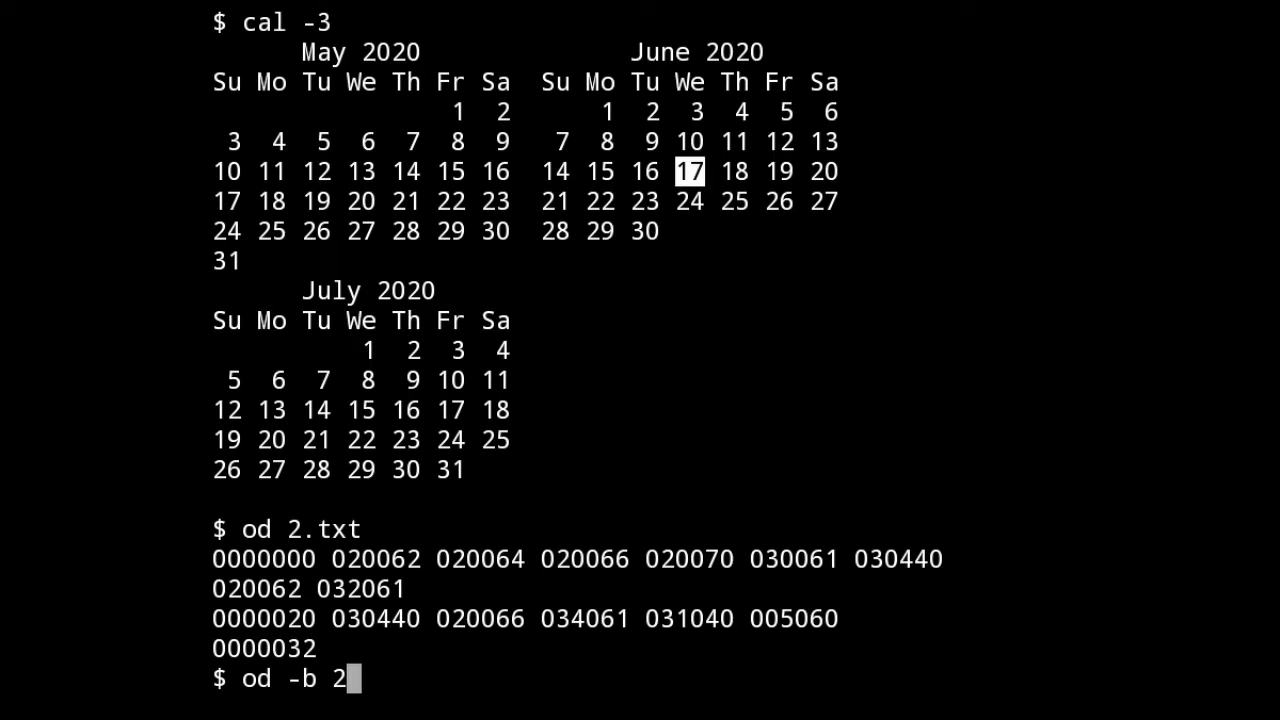 $ cal -3
      May 2020              June 2020
Su Mo Tu We Th Fr Sa  Su Mo Tu We Th Fr Sa
                1  2      1  2  3  4  5  6
 3  4  5  6  7  8  9   7  8  9 10 11 12 13
10 11 12 13 14 15 16  14 15 16 17 18 19 20
17 18 19 20 21 22 23  21 22 23 24 25 26 27
24 25 26 27 28 29 30  28 29 30
31
      July 2020
Su Mo Tu We Th Fr Sa
          1  2  3  4
 5  6  7  8  9 10 11
12 13 14 15 16 17 18
19 20 21 22 23 24 25
26 27 28 29 30 31
$ od 2.txt
0000000 020062 020064 020066 020070 030061 030440
020062 032061
0000020 030440 020066 034061 031040 005060
0000032
$ od -b 2